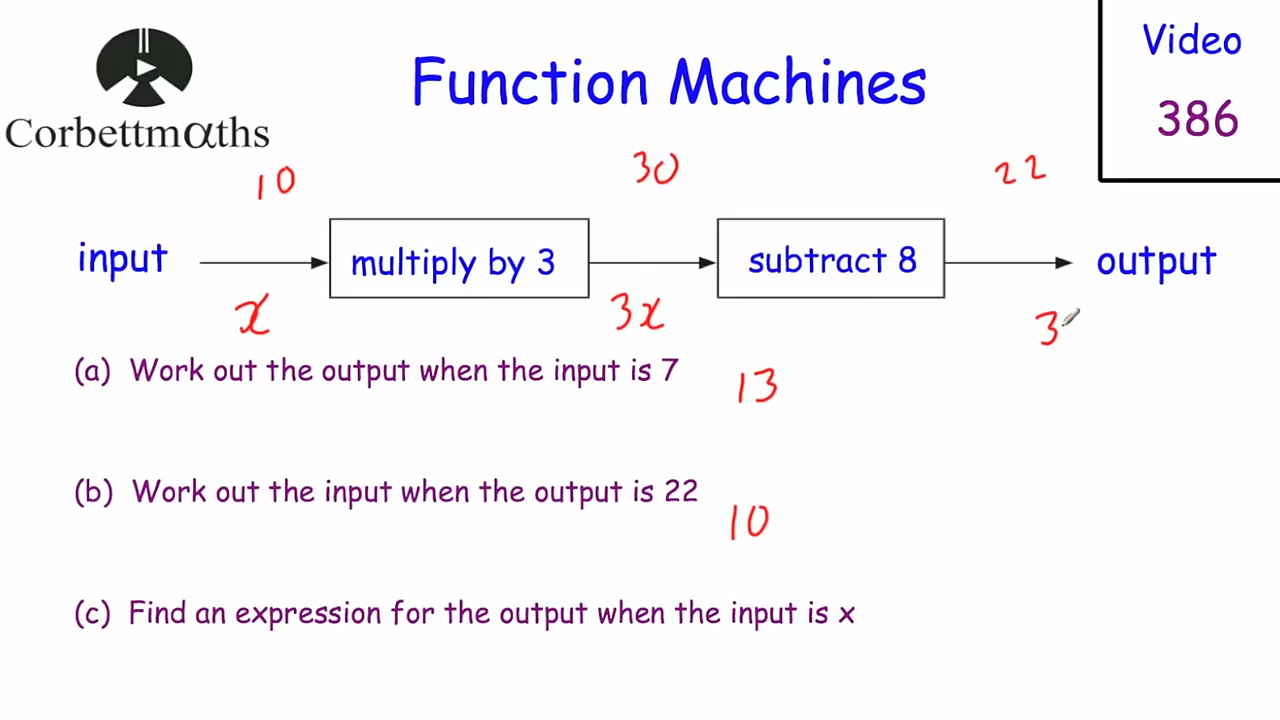 Function Machines
Video
386
Corbettmαths
10 30 22
input multiply by 3 subtract 8 output
x 3x 3
(a) Work out the output when the input is 7
13
(b) Work out the input when the output is 22
10
(c) Find an expression for the output when the input is x